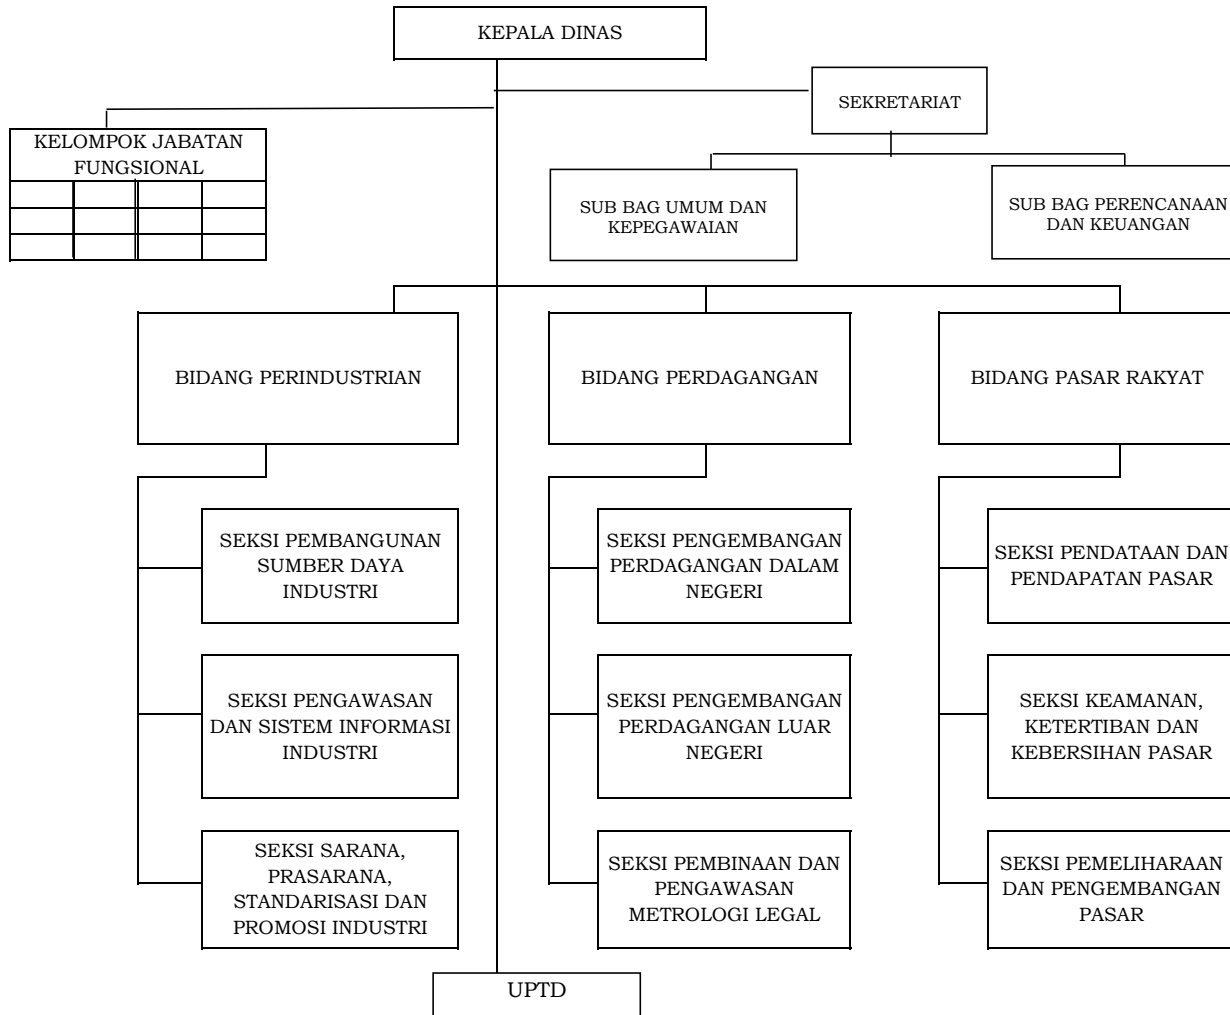 KEPALA DINAS
SEKRETARIAT
KELOMPOK JABATAN
FUNGSIONAL
SUB BAG UMUM DAN
KEPEGAWAIAN
SUB BAG PERENCANAAN
DAN KEUANGAN
BIDANG PERINDUSTRIAN
BIDANG PERDAGANGAN
BIDANG PASAR RAKYAT
SEKSI PEMBANGUNAN
SUMBER DAYA
INDUSTRI
SEKSI PENGEMBANGAN
PERDAGANGAN DALAM
NEGERI
SEKSI PENDATAAN DAN
PENDAPATAN PASAR
SEKSI PENGAWASAN
DAN SISTEM INFORMASI
INDUSTRI
SEKSI PENGEMBANGAN
PERDAGANGAN LUAR
NEGERI
SEKSI KEAMANAN,
KETERTIBAN DAN
KEBERSIHAN PASAR
SEKSI SARANA,
PRASARANA,
STANDARISASI DAN
PROMOSI INDUSTRI
SEKSI PEMBINAAN DAN
PENGAWASAN
METROLOGI LEGAL
SEKSI PEMELIHARAAN
DAN PENGEMBANGAN
PASAR
UPTD